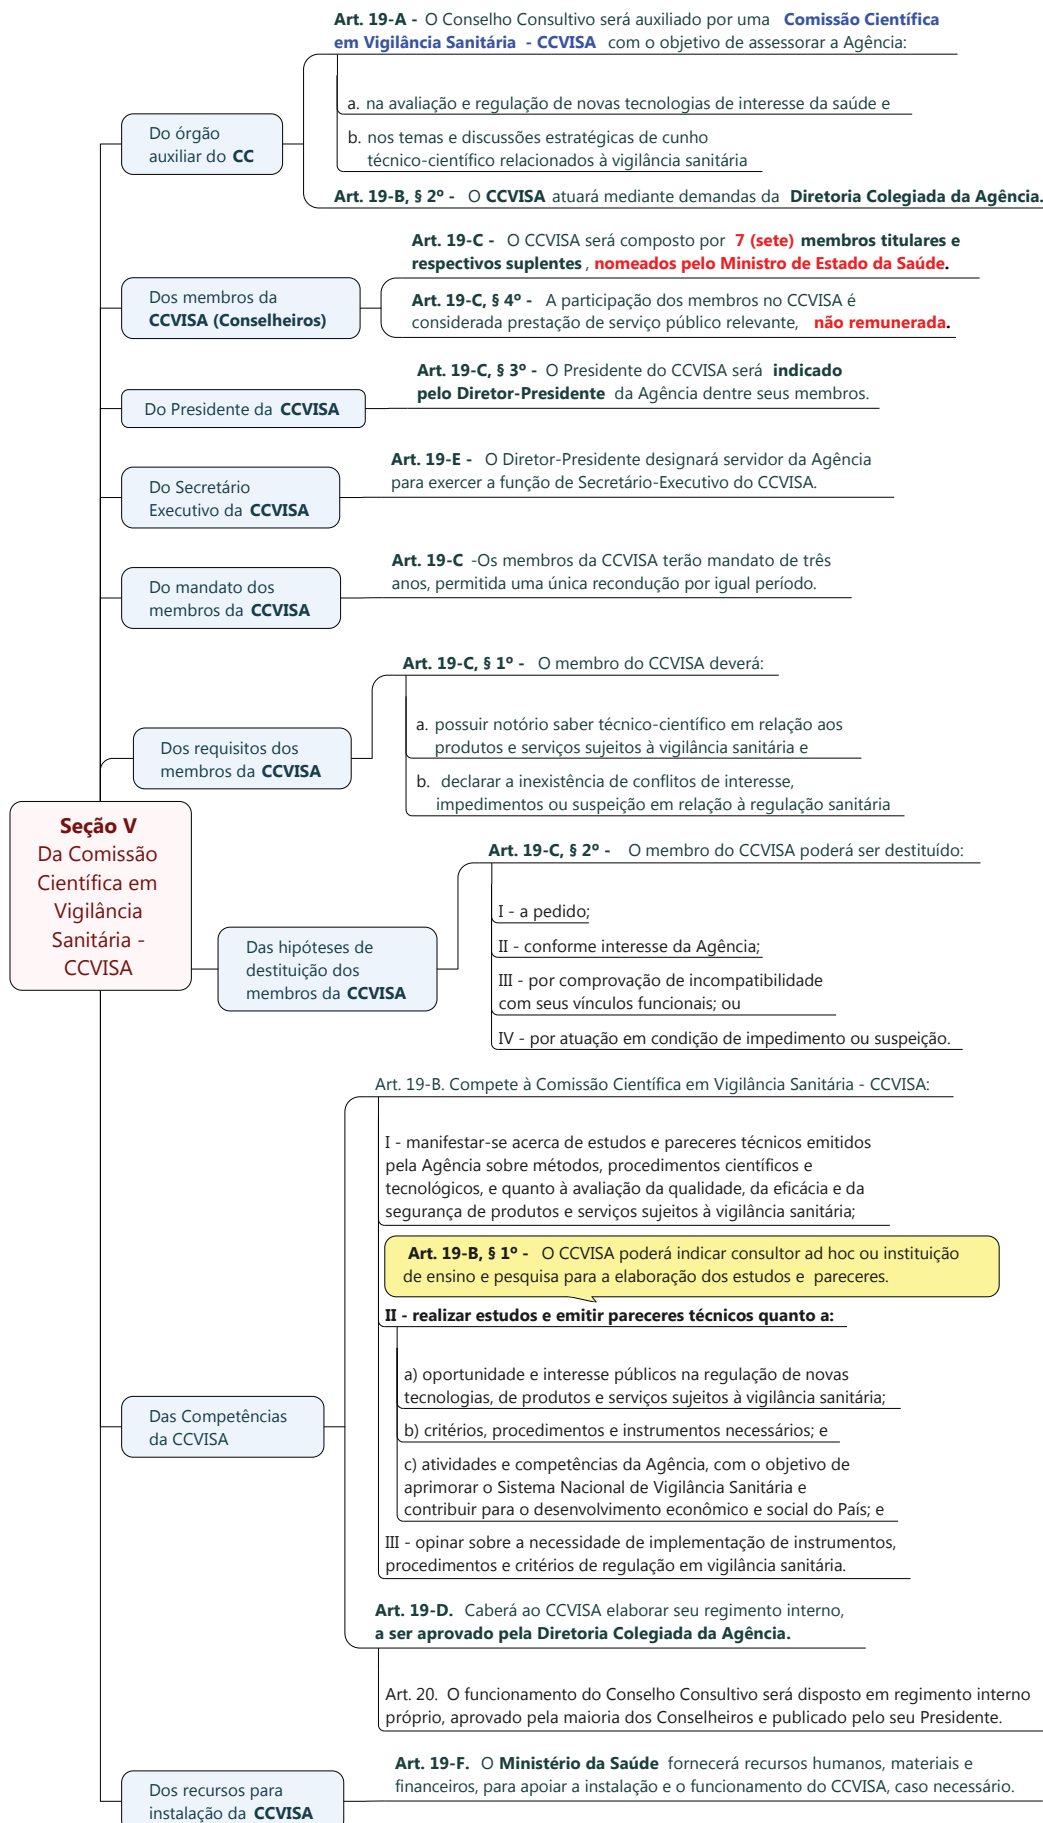 Art. 19-A - O Conselho Consultivo será auxiliado por uma Comissão Científica
em Vigilância Sanitária - CCVISA com o objetivo de assessorar a Agência:
a. na avaliação e regulação de novas tecnologias de interesse da saúde e
Do órgão
auxiliar do CC
b. nos temas e discussões estratégicas de cunho
técnico-científico relacionados à vigilância sanitária
Art. 19-B, § 2º - O CCVISA atuará mediante demandas da Diretoria Colegiada da Agência.
Art. 19-C - O CCVISA será composto por 7 (sete) membros titulares e
respectivos suplentes, nomeados pelo Ministro de Estado da Saúde.
Dos membros da
CCVISA (Conselheiros)
Art. 19-C, § 4º - A participação dos membros no CCVISA é
considerada prestação de serviço público relevante, não remunerada.
Art. 19-C, § 3º - O Presidente do CCVISA será indicado
pelo Diretor-Presidente da Agência dentre seus membros.
Do Presidente da CCVISA
Art. 19-E - O Diretor-Presidente designará servidor da Agência
para exercer a função de Secretário-Executivo do CCVISA.
Do Secretário
Executivo da CCVISA
Art. 19-C -Os membros da CCVISA terão mandato de três
anos, permitida uma única recondução por igual período.
Do mandato dos
membros da CCVISA
Art. 19-C, § 1º - O membro do CCVISA deverá:
a. possuir notório saber técnico-científico em relação aos
produtos e serviços sujeitos à vigilância sanitária e
Dos requisitos dos
membros da CCVISA
b. declarar a inexistência de conflitos de interesse,
impedimentos ou suspeição em relação à regulação sanitária
Seção V
Da Comissão
Científica em
Vigilância
Sanitária -
CCVISA
Art. 19-C, § 2º - O membro do CCVISA poderá ser destituído:
I - a pedido;
Das hipóteses de
destituição dos
membros da CCVISA
II - conforme interesse da Agência;
III - por comprovação de incompatibilidade
com seus vínculos funcionais; ou
IV - por atuação em condição de impedimento ou suspeição.
Art. 19-B. Compete à Comissão Científica em Vigilância Sanitária - CCVISA:
I - manifestar-se acerca de estudos e pareceres técnicos emitidos
pela Agência sobre métodos, procedimentos científicos e
tecnológicos, e quanto à avaliação da qualidade, da eficácia e da
segurança de produtos e serviços sujeitos à vigilância sanitária;
Art. 19-B, § 1º - O CCVISA poderá indicar consultor ad hoc ou instituição
de ensino e pesquisa para a elaboração dos estudos e pareceres.
II - realizar estudos e emitir pareceres técnicos quanto a:
a) oportunidade e interesse públicos na regulação de novas
tecnologias, de produtos e serviços sujeitos à vigilância sanitária;
Das Competências
da CCVISA
b) critérios, procedimentos e instrumentos necessários; e
c) atividades e competências da Agência, com o objetivo de
aprimorar o Sistema Nacional de Vigilância Sanitária e
contribuir para o desenvolvimento econômico e social do País; e
III - opinar sobre a necessidade de implementação de instrumentos,
procedimentos e critérios de regulação em vigilância sanitária.
Art. 19-D. Caberá ao CCVISA elaborar seu regimento interno,
a ser aprovado pela Diretoria Colegiada da Agência.
Art. 20. O funcionamento do Conselho Consultivo será disposto em regimento interno
próprio, aprovado pela maioria dos Conselheiros e publicado pelo seu Presidente.
Art. 19-F. O Ministério da Saúde fornecerá recursos humanos, materiais e
financeiros, para apoiar a instalação e o funcionamento do CCVISA, caso necessário.
Dos recursos para
instalação da CCVISA